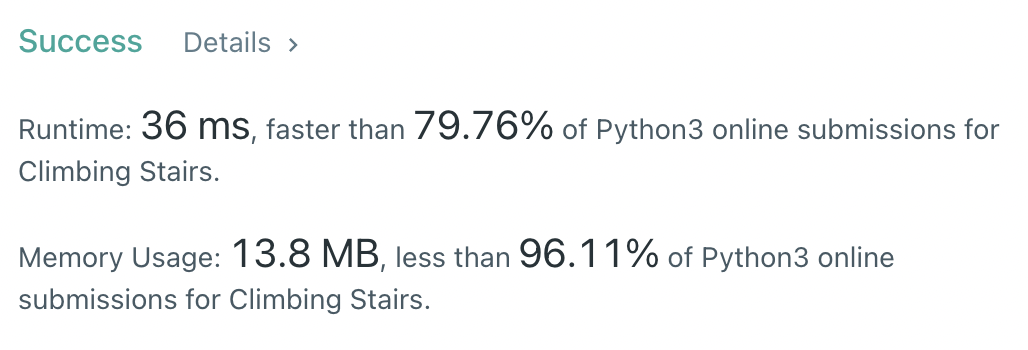 Success Details >
Runtime: 36 ms, faster than 79.76% of Python3 online submissions for
Climbing Stairs.
Memory Usage: 13.8 MB, less than 96.11% of Python3 online
submissions for Climbing Stairs.